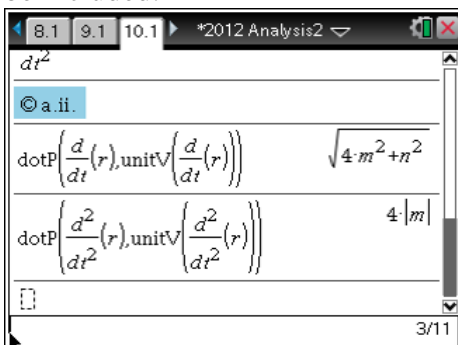 8.1 9.1 10.1 *2012 Analysis2
dt²
© a.ii.
dotP(d/dt(r),unitV(d/dt(r))) √(4·m²+n²)
dotP(d²/dt²(r),unitV(d²/dt²(r))) 4·|m|
3/11